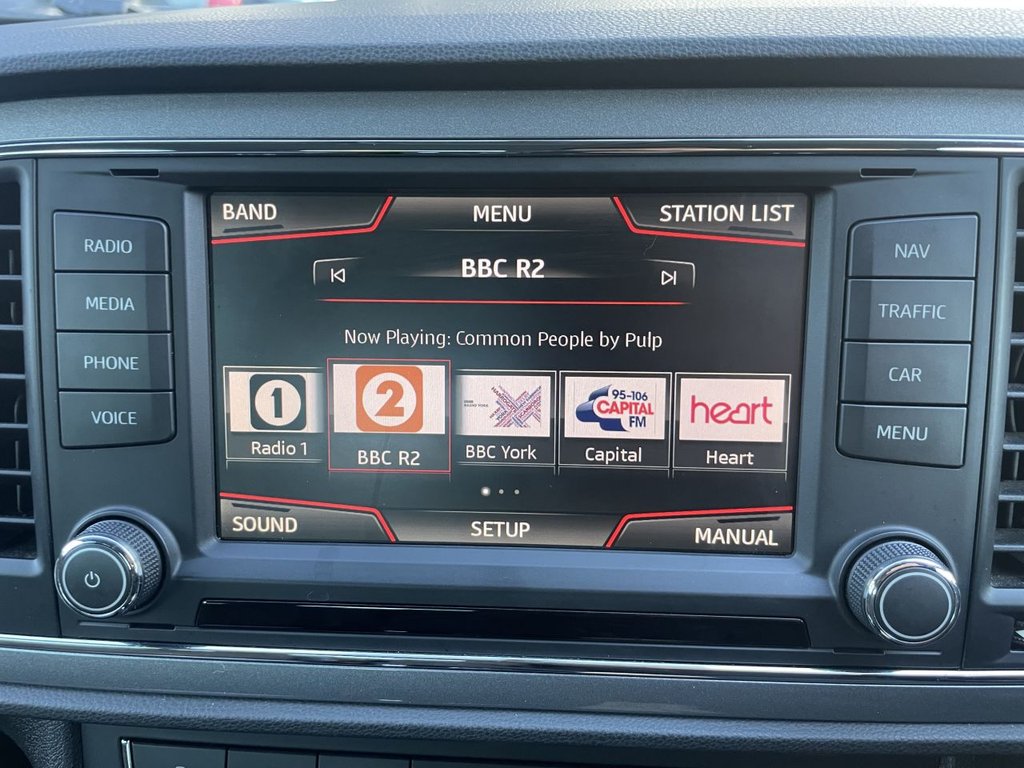 BAND MENU STATION LIST
RADIO
MEDIA
PHONE
VOICE
BBC R2
Now Playing: Common People by Pulp
1 2 95-106 CAPITAL FM heart
Radio 1 BBC R2 BBC York Capital Heart
SOUND SETUP MANUAL
NAV
TRAFFIC
CAR
MENU